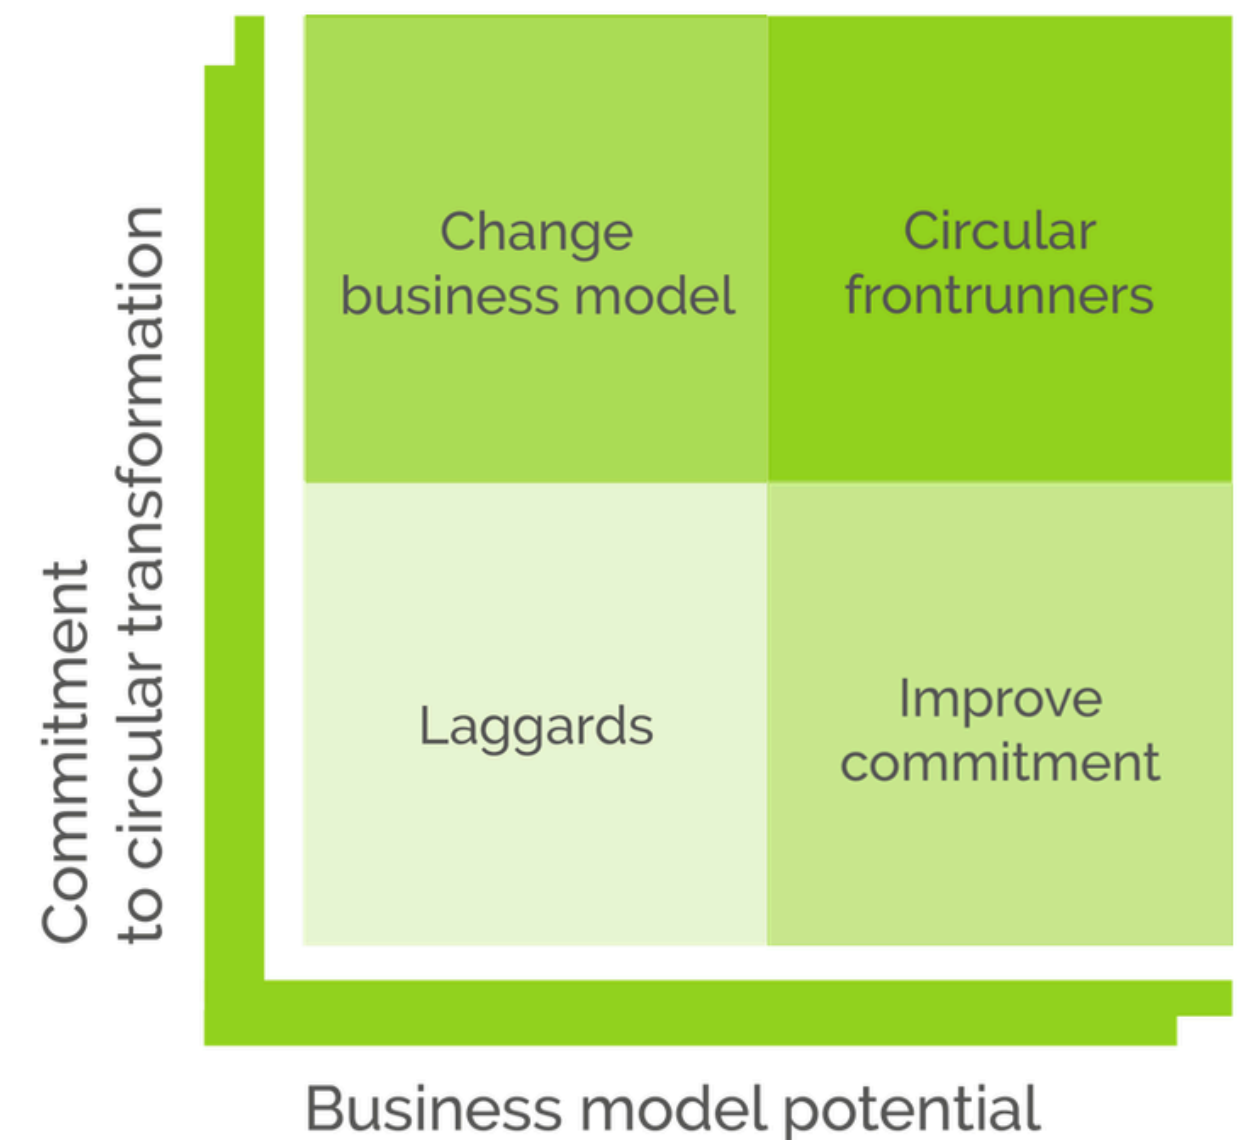 Commitment
to circular transformation
Change
business model
Circular
frontrunners
Laggards
Improve
commitment
Business model potential